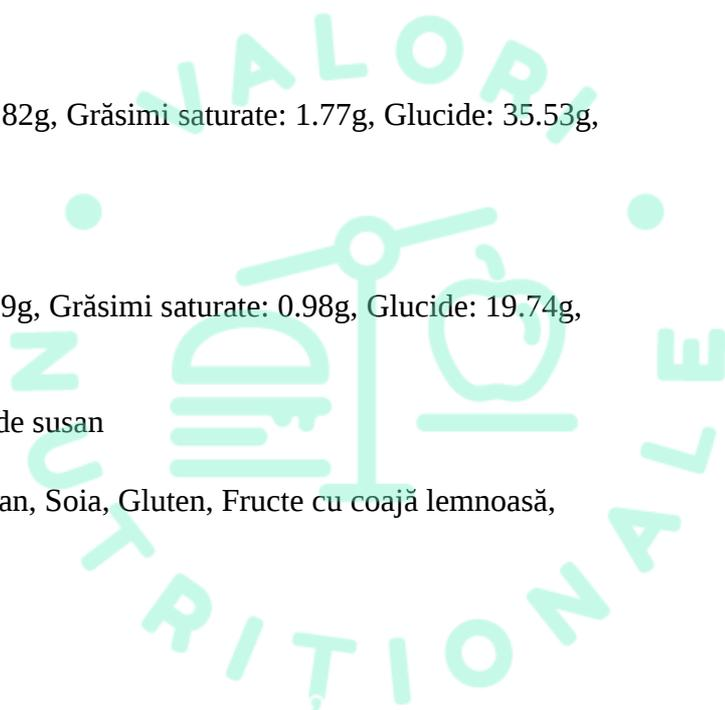 VALORI
82g, Grăsimi saturate: 1.77g, Glucide: 35.53g,
9g, Grăsimi saturate: 0.98g, Glucide: 19.74g,
de susan
an, Soia, Gluten, Fructe cu coajă lemnoasă,
NUTRIȚIONALE